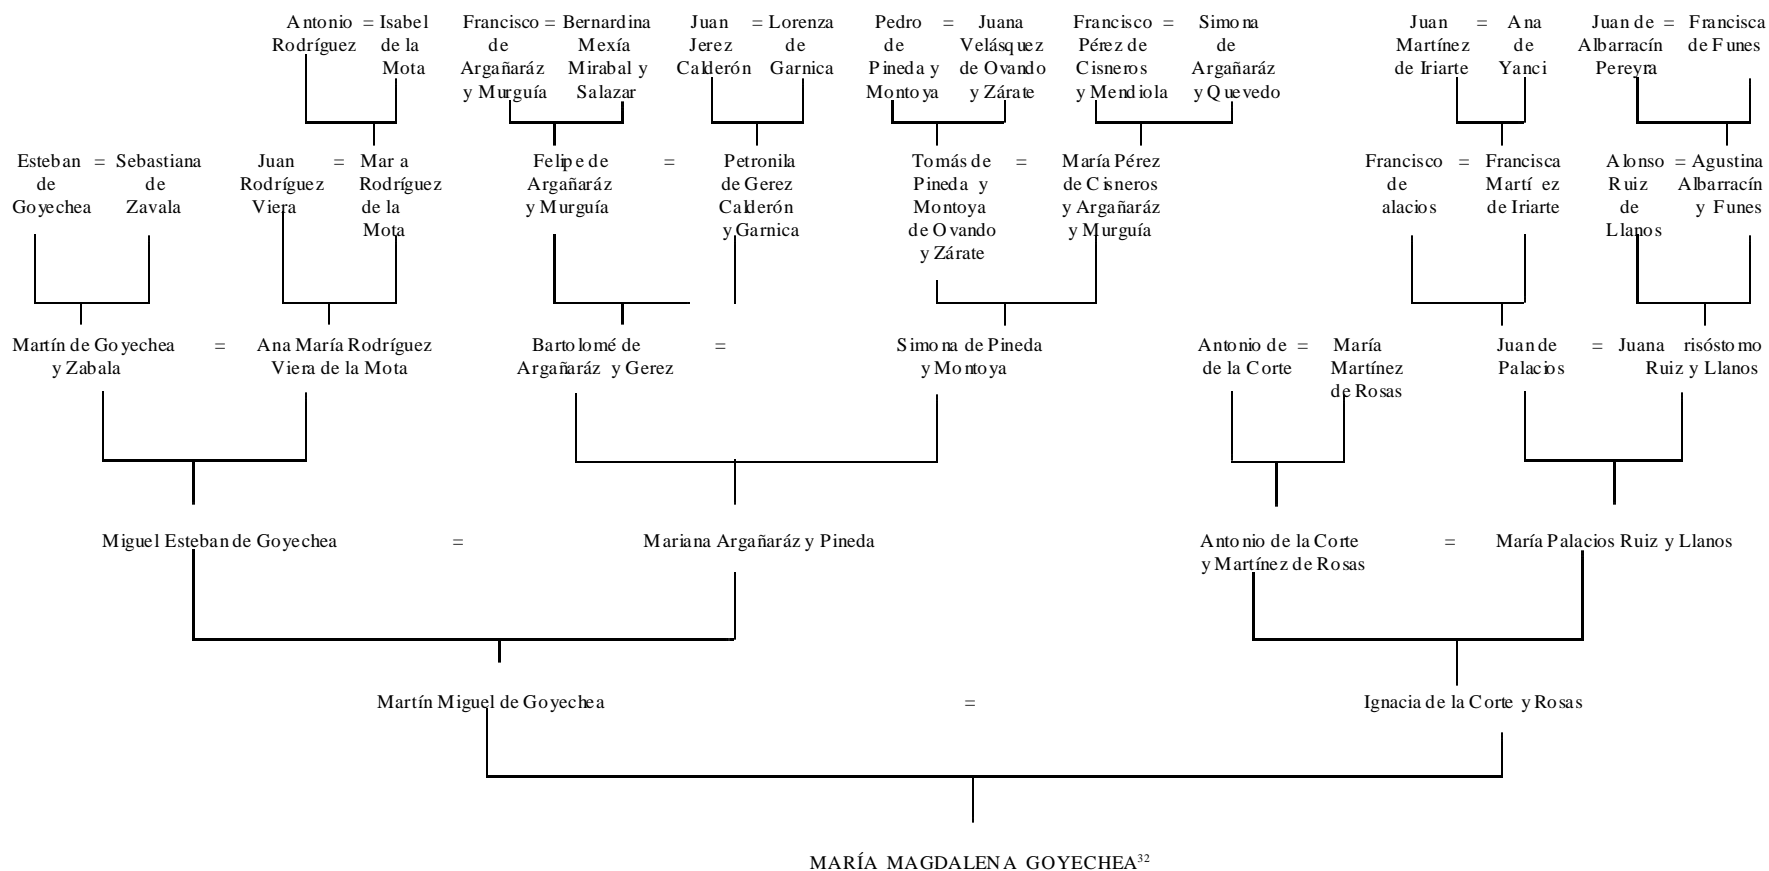 Antonio = Isabel Francisco = Bernardina Juan = Lorenza Pedro = Juana Francisco = Simona Juan = Ana Juan de = Francisca
Rodríguez de la de Mexía Jerez de de Velásquez Pérez de de Martínez de Albarracín de Funes
Mota Argañaráz Mirabal y Calderón Garnica Pineda y de Ovando Cisneros Argañaráz de Iriarte Yanci Pereyra
y Murguía Salazar Montoya y Zárate y Mendiola y Quevedo
Esteban = Sebastiana Juan = Mar a Felipe de = Petronila Tomás de = María Pérez Francisco = Francisca Alonso = Agustina
de de Rodríguez Rodríguez Argañaráz de Gerez Pineda y de Cisneros de Martí ez Ruiz Albarracín
Goyechea Zavala Viera de la y Murguía Calderón Montoya y Argañaráz alacios de Iriarte de y Funes
Mota y Garnica de Ovando y Murguía Llanos
y Zárate
Martín de Goyechea = Ana María Rodríguez Bartolomé de = Simona de Pineda Antonio de = María Juan de = Juana risóstomo
y Zabala Viera de la Mota Argañaráz y Gerez y Montoya de la Corte Martínez Palacios Ruiz y Llanos
de Rosas
Miguel Esteban de Goyechea = Mariana Argañaráz y Pineda Antonio de la Corte = María Palacios Ruiz y Llanos
y Martínez de Rosas
Martín Miguel de Goyechea = Ignacia de la Corte y Rosas
MARÍA MAGDALENA GOYECHEA³²